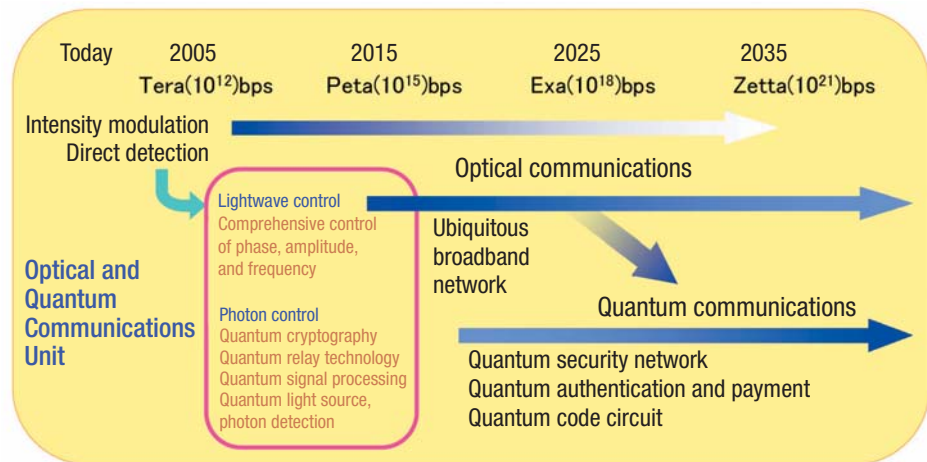 Today 2005 2015 2025 2035
Tera(10¹²)bps Peta(10¹⁵)bps Exa(10¹⁸)bps Zetta(10²¹)bps
Intensity modulation
Direct detection
Optical communications
Lightwave control
Comprehensive control
of phase, amplitude,
and frequency
Ubiquitous
broadband
network
Optical and
Quantum
Communications
Unit
Photon control
Quantum cryptography
Quantum relay technology
Quantum signal processing
Quantum light source,
photon detection
Quantum communications
Quantum security network
Quantum authentication and payment
Quantum code circuit